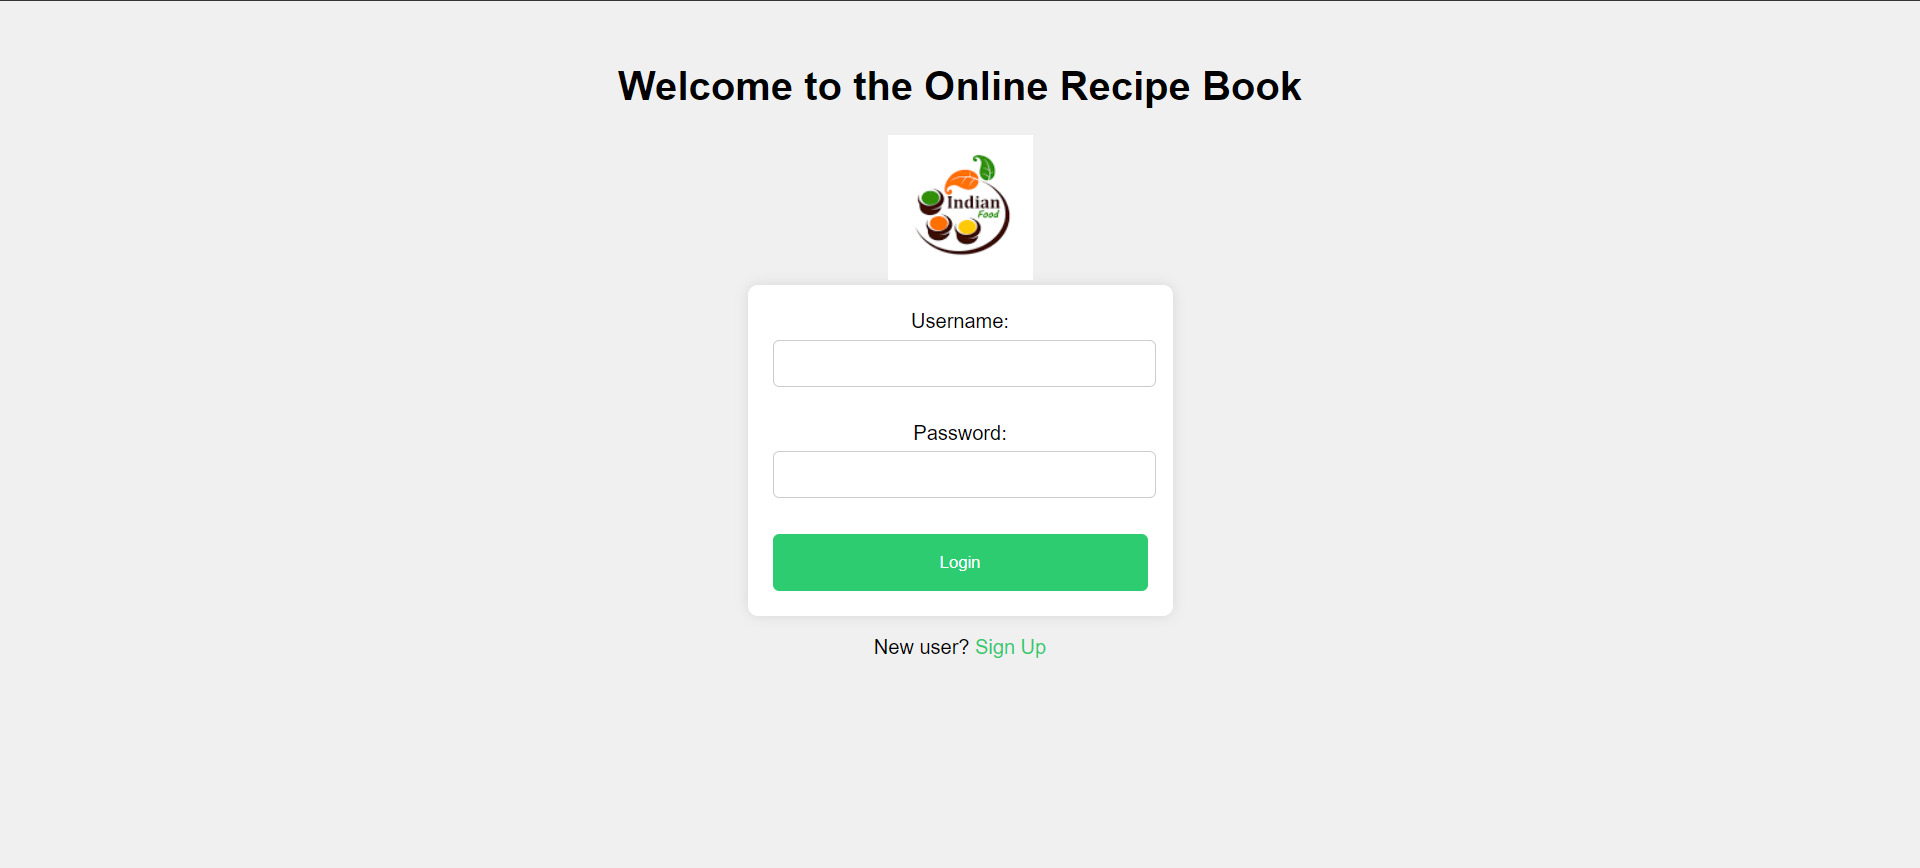 Welcome to the Online Recipe Book
Indian
Food
Username:
Password:
Login
New user? Sign Up